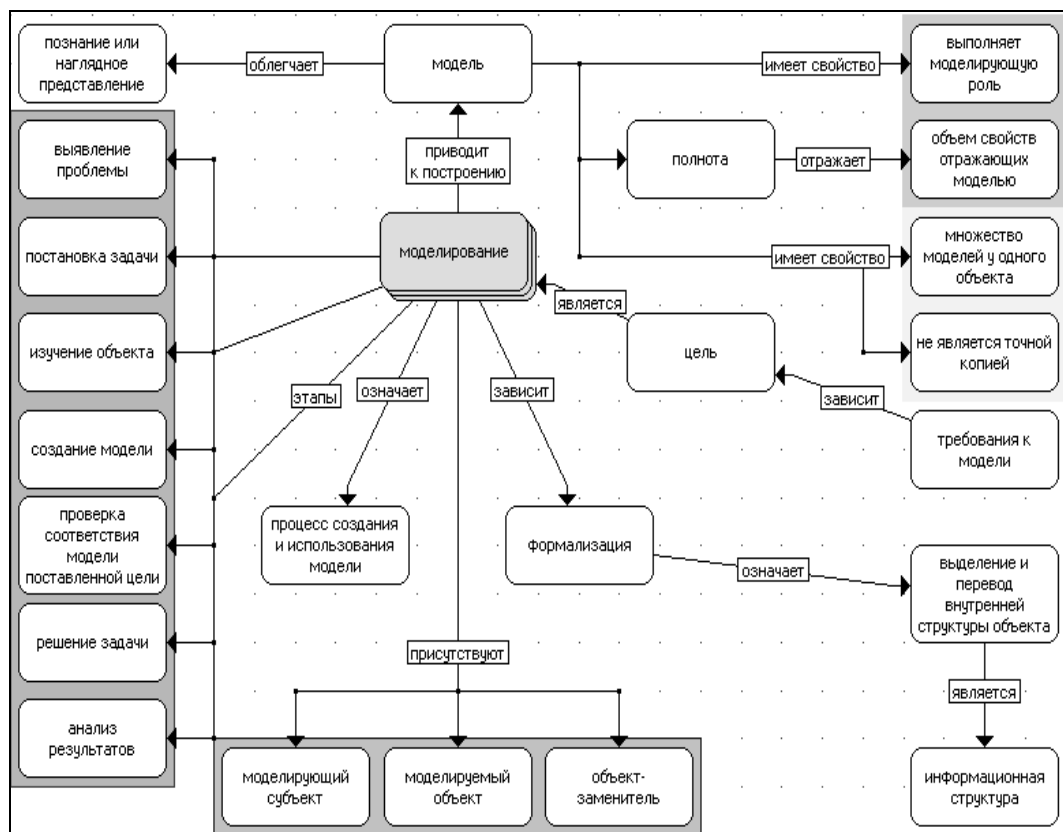 познание или
наглядное
представление
облегчает
модель
имеет свойство
выполняет
моделирующую
роль
выявление
проблемы
приводит
к построению
полнота
отражает
объем свойств
отражающих
моделью
постановка задачи
моделирование
имеет свойство
множество
моделей у одного
объекта
является
изучение объекта
цель
не является точной
копией
этапы
означает
зависит
зависит
создание модели
требования к
модели
проверка
соответствия
модели
поставленной цели
процесс создания
и использования
модели
формализация
означает
выделение и
перевод
внутренней
структуры объекта
решение задачи
присутствуют
является
анализ
результатов
моделирующий
субъект
моделируемый
объект
объект-
заменитель
информационная
структура